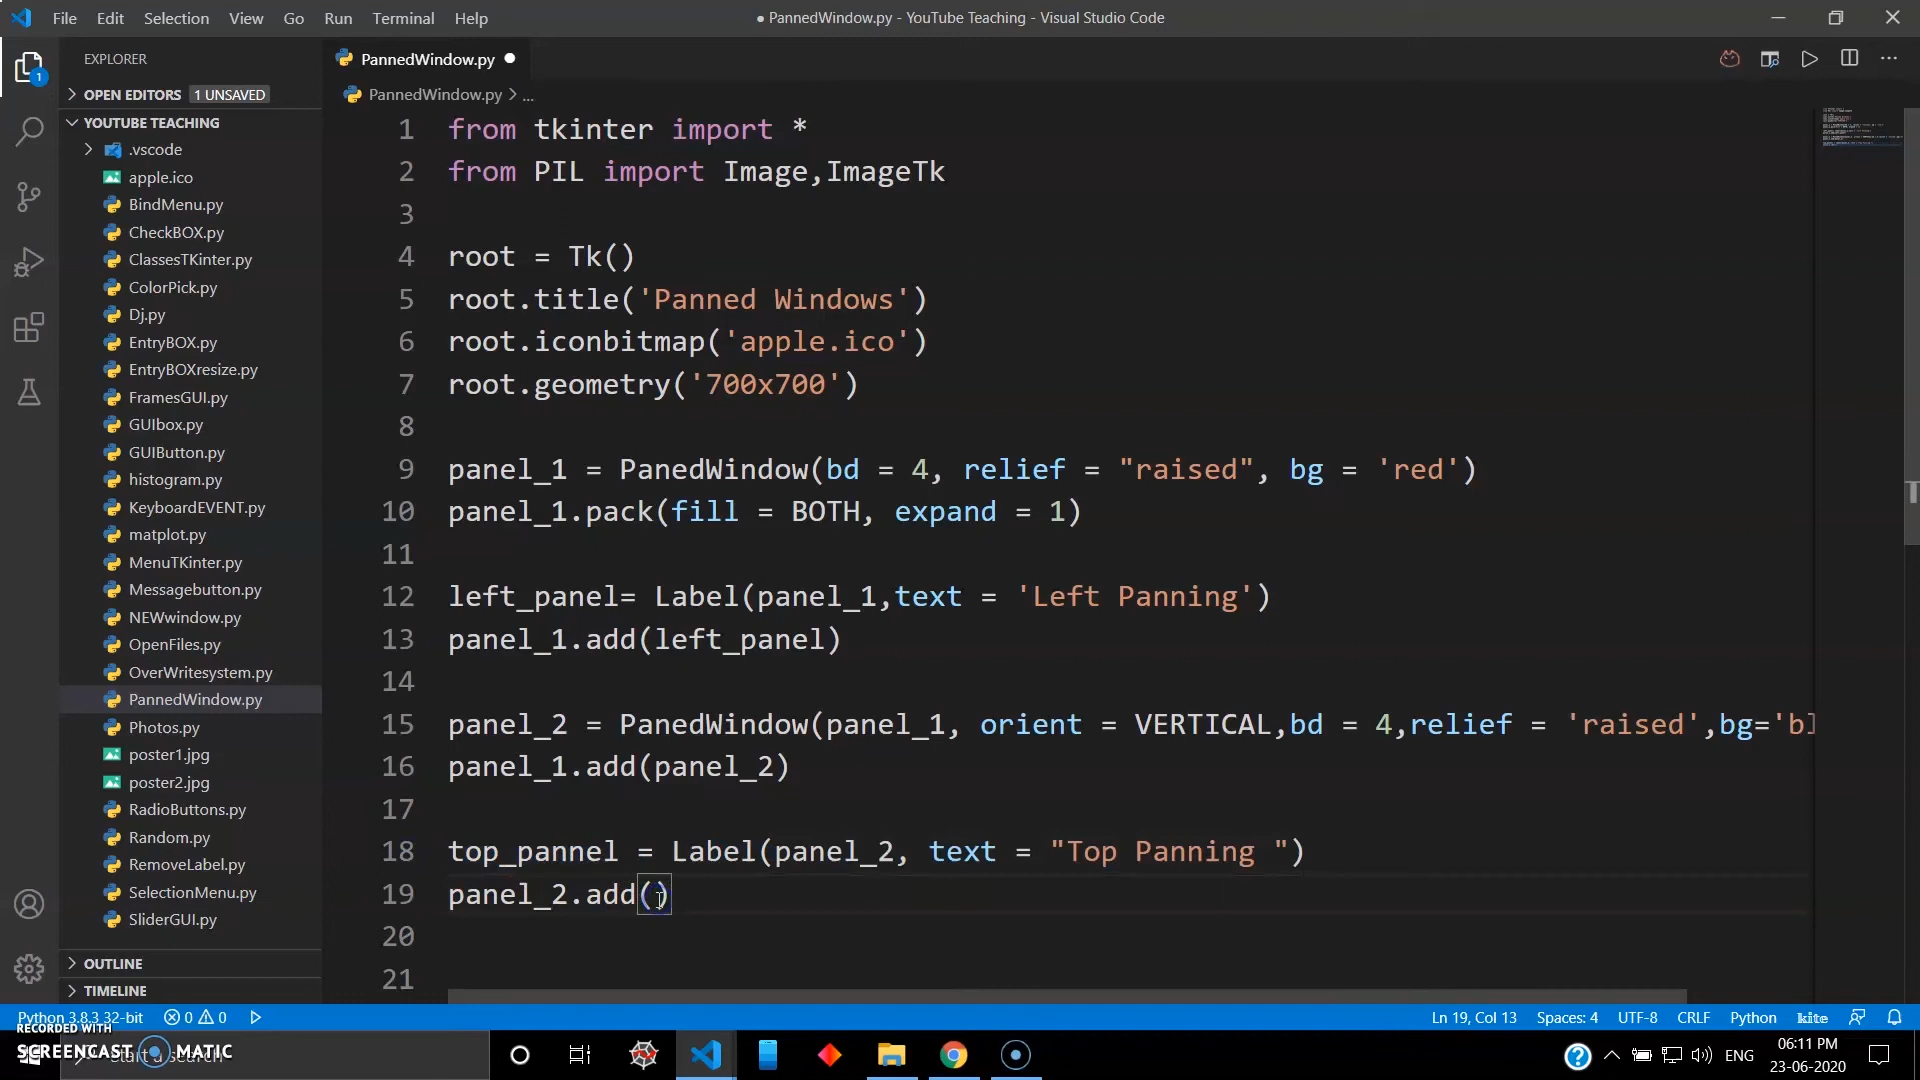 File Edit Selection View Go Run Terminal Help
● PannedWindow.py - YouTube Teaching - Visual Studio Code
EXPLORER
OPEN EDITORS 1 UNSAVED
YOUTUBE TEACHING
.vscode
apple.ico
BindMenu.py
CheckBOX.py
ClassesTKinter.py
ColorPick.py
Dj.py
EntryBOX.py
EntryBOXresize.py
FramesGUI.py
GUIbox.py
GUIButton.py
histogram.py
KeyboardEVENT.py
matplot.py
MenuTKinter.py
Messagebutton.py
NEWwindow.py
OpenFiles.py
OverWritesystem.py
PannedWindow.py
Photos.py
poster1.jpg
poster2.jpg
RadioButtons.py
Random.py
RemoveLabel.py
SelectionMenu.py
SliderGUI.py
OUTLINE
TIMELINE
1
PannedWindow.py ●
PannedWindow.py > ...
1 from tkinter import *
2 from PIL import Image,ImageTk
3
4 root = Tk()
5 root.title('Panned Windows')
6 root.iconbitmap('apple.ico')
7 root.geometry('700x700')
8
9 panel_1 = PanedWindow(bd = 4, relief = "raised", bg = 'red')
10 panel_1.pack(fill = BOTH, expand = 1)
11
12 left_panel= Label(panel_1,text = 'Left Panning')
13 panel_1.add(left_panel)
14
15 panel_2 = PanedWindow(panel_1, orient = VERTICAL,bd = 4,relief = 'raised',bg='bl
16 panel_1.add(panel_2)
17
18 top_pannel = Label(panel_2, text = "Top Panning ")
19 panel_2.add()
20
21
Python 3.8.3 32-bit 0 0 Ln 19, Col 13 Spaces: 4 UTF-8 CRLF Python kite
RECORDED WITH
SCREENCAST MATIC
ENG 06:11 PM
23-06-2020